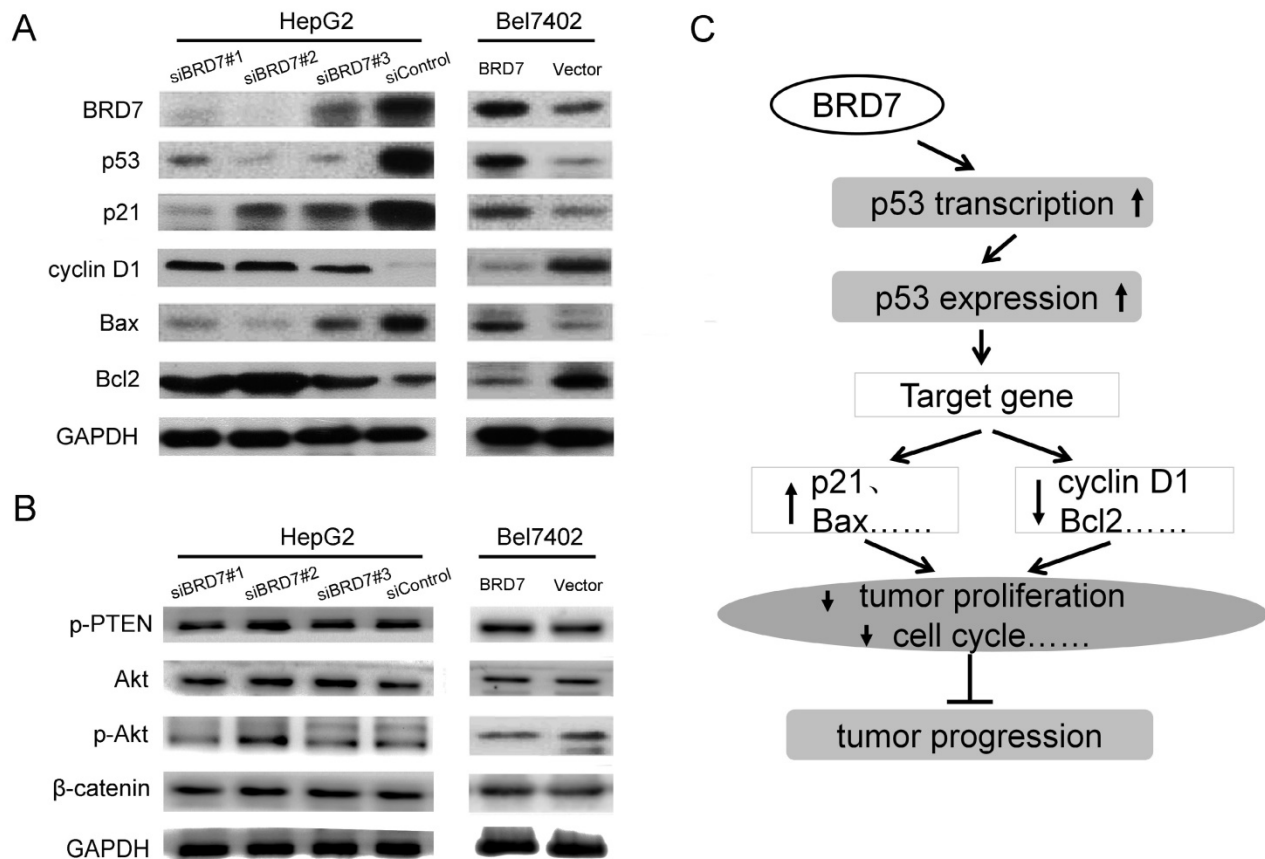 A
HepG2
Bel7402
siBRD7#1 siBRD7#2 siBRD7#3 siControl
BRD7 Vector
BRD7
p53
p21
cyclin D1
Bax
Bcl2
GAPDH
B
HepG2
Bel7402
siBRD7#1 siBRD7#2 siBRD7#3 siControl
BRD7 Vector
p-PTEN
Akt
p-Akt
β-catenin
GAPDH
C
BRD7
p53 transcription ↑
p53 expression ↑
Target gene
↑ p21、
Bax……
↓ cyclin D1
Bcl2……
↓ tumor proliferation
↓ cell cycle……
tumor progression